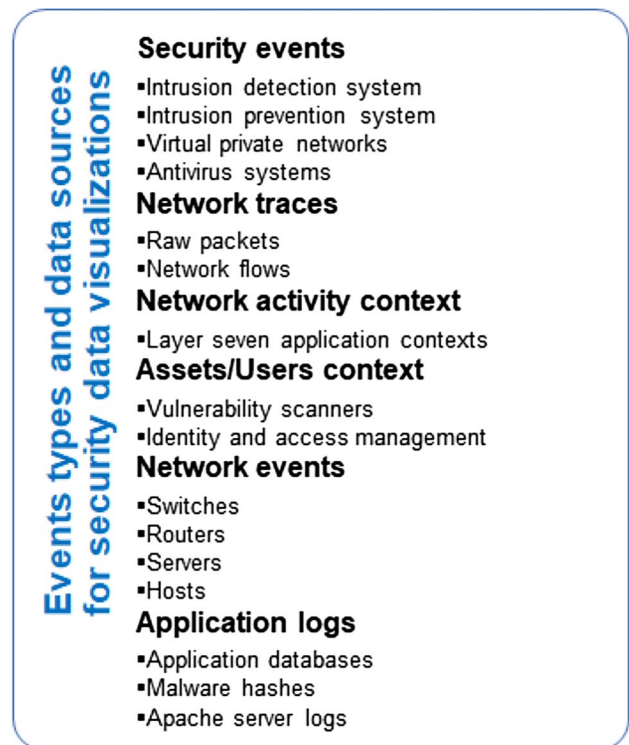 Events types and data sources
for security data visualizations
Security events
▪Intrusion detection system
▪Intrusion prevention system
▪Virtual private networks
▪Antivirus systems
Network traces
▪Raw packets
▪Network flows
Network activity context
▪Layer seven application contexts
Assets/Users context
▪Vulnerability scanners
▪Identity and access management
Network events
▪Switches
▪Routers
▪Servers
▪Hosts
Application logs
▪Application databases
▪Malware hashes
▪Apache server logs